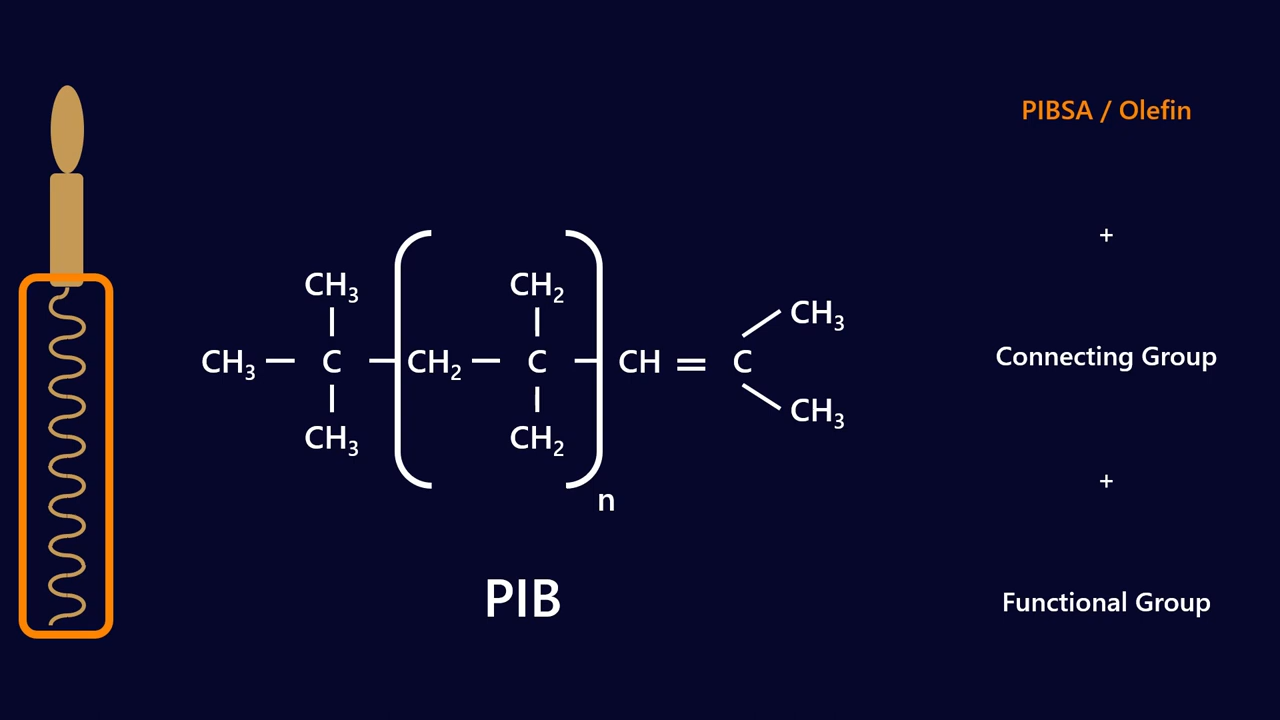 PIBSA / Olefin
+
CH₃ CH₂ CH₃
CH₃ — C — CH₂ — C — CH = C
CH₃ CH₂ CH₃
n
Connecting Group
+
Functional Group
PIB